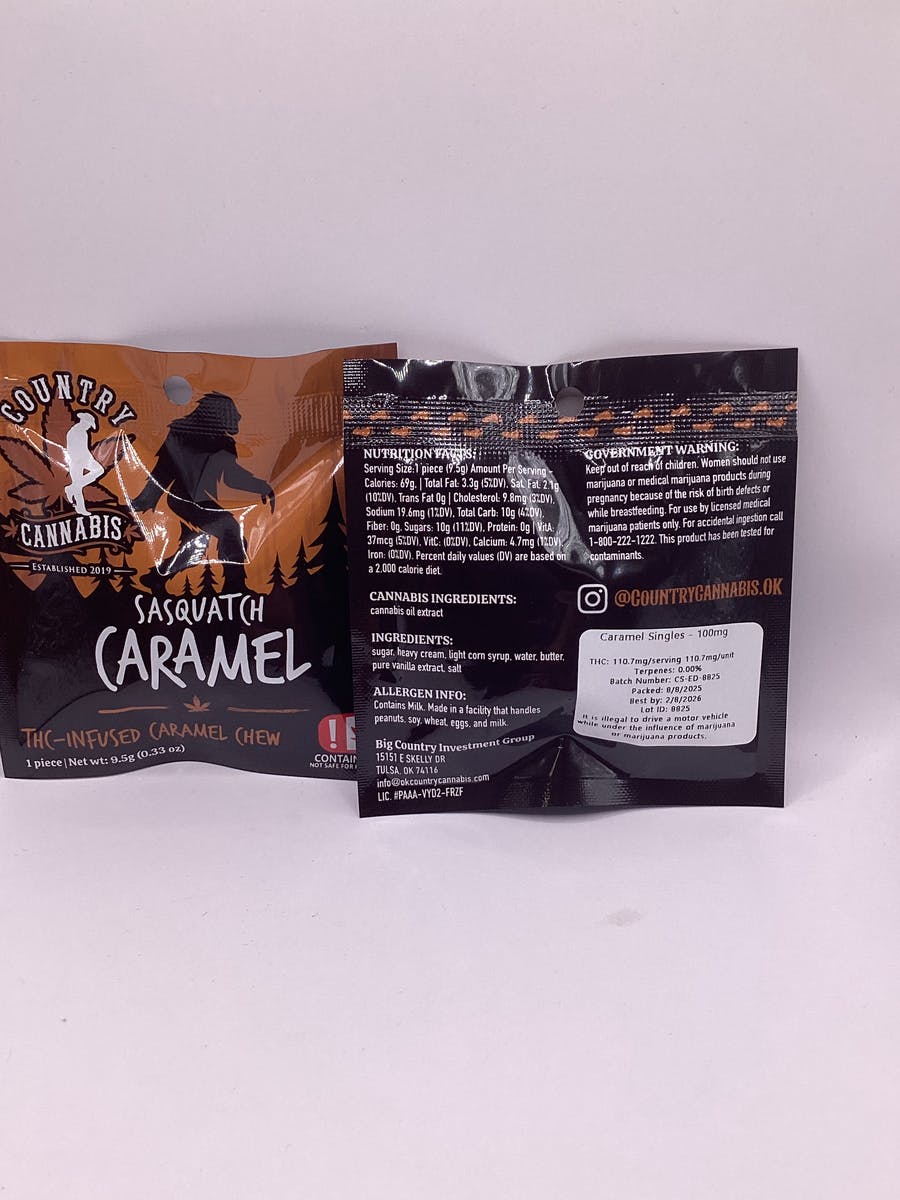 COUNTRY
CANNABIS
ESTABLISHED 2019
SASQUATCH
CARAMEL
THC-INFUSED CARAMEL CHEW
1 piece | Net wt: 9.5g (0.33 oz)
NOT SAFE FOR
NUTRITION FACTS:
Serving Size: 1 piece (9.5g) Amount Per Serving -
Calories: 69g, | Total Fat: 3.3g (5%DV), Sat. Fat: 2.1g
(10%DV), Trans Fat 0g | Cholesterol: 9.8mg (3%DV),
Sodium 19.6mg (12%DV), Total Carb: 10g (4%DV),
Fiber: 0g, Sugars: 10g (11%DV), Protein: 0g | VitA:
37mcg (5%DV), VitC: (0%DV), Calcium: 4.7mg (1%DV),
Iron: (0%DV). Percent daily values (DV) are based on
a 2,000 calorie diet.
CANNABIS INGREDIENTS:
cannabis oil extract
INGREDIENTS:
sugar, heavy cream, light corn syrup, water, butter,
pure vanilla extract, salt
ALLERGEN INFO:
Contains Milk. Made in a facility that handles
peanuts, soy, wheat, eggs, and milk.
Big Country Investment Group
15151 E SKELLY DR
TULSA, OK 74116
info@okcountrycannabis.com
LIC. #PAAA-VYD2-FRZF
GOVERNMENT WARNING:
Keep out of reach of children. Women should not use
marijuana or medical marijuana products during
pregnancy because of the risk of birth defects or
while breastfeeding. For use by licensed medical
marijuana patients only. For accidental ingestion call
1-800-222-1222. This product has been tested for
contaminants.
@COUNTRYCANNABIS.OK
Caramel Singles - 100mg
THC: 110.7mg/serving 110.7mg/unit
Terpenes: 0.00%
Batch Number: CS-ED-8825
Packed: 8/8/2025
Best by: 2/8/2026
Lot ID: 8825
It is illegal to drive a motor vehicle
while under the influence of marijuana
or marijuana products.